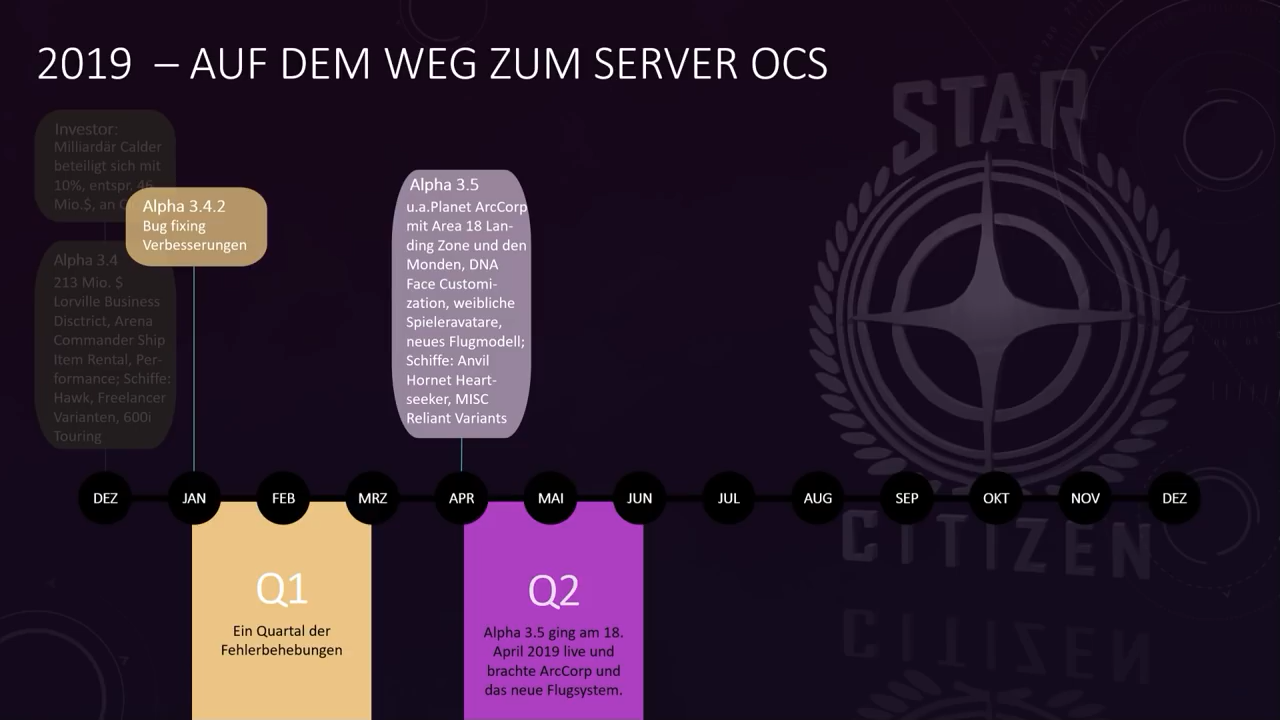 2019 – AUF DEM WEG ZUM SERVER OCS
STAR
Investor:
Milliardär Calder
beteiligt sich mit
10%, entspr. 46
Mio.$, an
Alpha 3.4.2
Bug fixing
Verbesserungen
Alpha 3.4
213 Mio. $
Lorville Business
Disctrict, Arena
Commander Ship
Item Rental, Per-
formance; Schiffe:
Hawk, Freelancer
Varianten, 600i
Touring
Alpha 3.5
u.a.Planet ArcCorp
mit Area 18 Lan-
ding Zone und den
Monden, DNA
Face Customi-
zation, weibliche
Spieleravatare,
neues Flugmodell;
Schiffe: Anvil
Hornet Heart-
seeker, MISC
Reliant Variants
DEZ JAN FEB MRZ APR MAI JUN JUL AUG SEP OKT NOV DEZ
CITIZEN
Q1
Ein Quartal der
Fehlerbehebungen
Q2
Alpha 3.5 ging am 18.
April 2019 live und
brachte ArcCorp und
das neue Flugsystem.